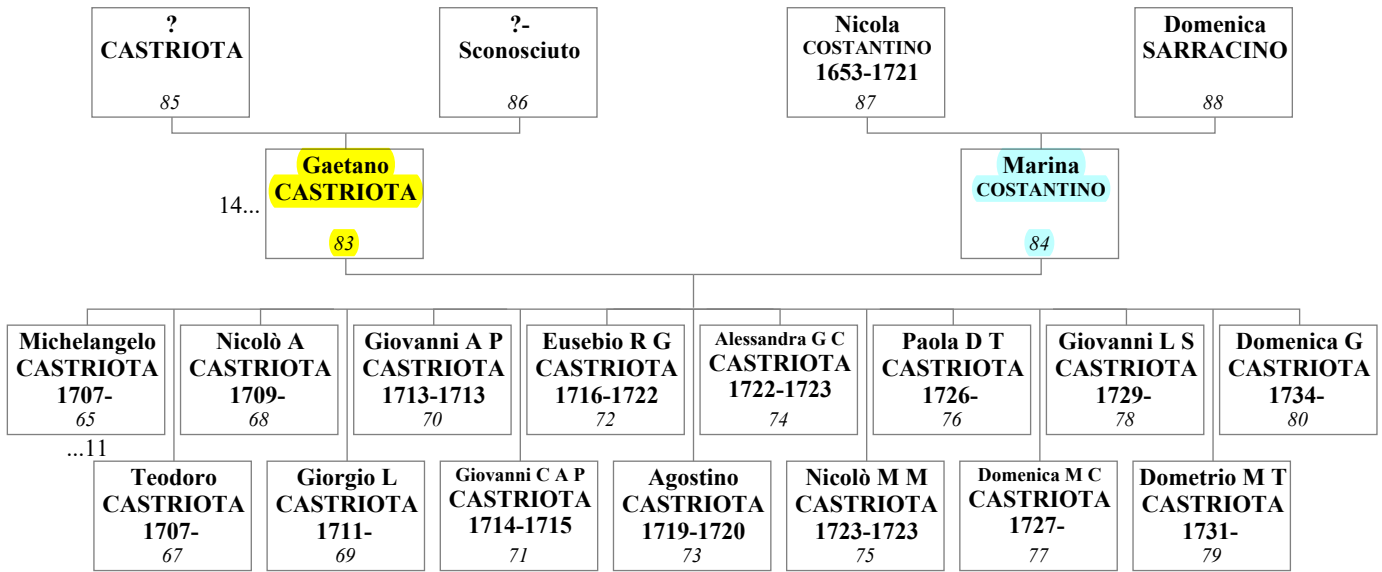 ?
CASTRIOTA
85
?-
Sconosciuto
86
Nicola
COSTANTINO
1653-1721
87
Domenica
SARRACINO
88
14...
Gaetano
CASTRIOTA
83
Marina
COSTANTINO
84
Michelangelo
CASTRIOTA
1707-
65
...11
Teodoro
CASTRIOTA
1707-
67
Nicolò A
CASTRIOTA
1709-
68
Giorgio L
CASTRIOTA
1711-
69
Giovanni A P
CASTRIOTA
1713-1713
70
Giovanni C A P
CASTRIOTA
1714-1715
71
Eusebio R G
CASTRIOTA
1716-1722
72
Agostino
CASTRIOTA
1719-1720
73
Alessandra G C
CASTRIOTA
1722-1723
74
Nicolò M M
CASTRIOTA
1723-1723
75
Paola D T
CASTRIOTA
1726-
76
Domenica M C
CASTRIOTA
1727-
77
Giovanni L S
CASTRIOTA
1729-
78
Dometrio M T
CASTRIOTA
1731-
79
Domenica G
CASTRIOTA
1734-
80